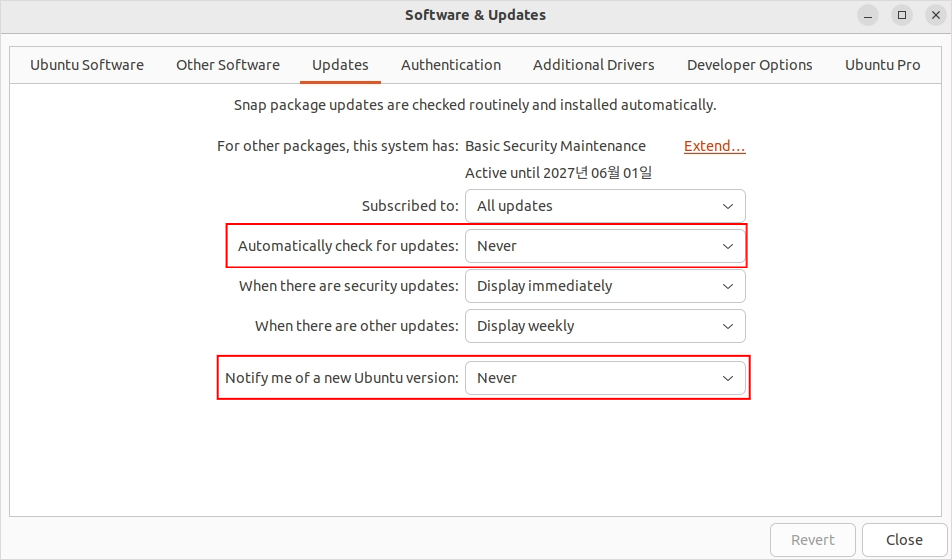 Software & Updates
Ubuntu Software Other Software Updates Authentication Additional Drivers Developer Options Ubuntu Pro
Snap package updates are checked routinely and installed automatically.
For other packages, this system has: Basic Security Maintenance Extend...
Active until 2027년 06월 01일
Subscribed to: All updates
Automatically check for updates: Never
When there are security updates: Display immediately
When there are other updates: Display weekly
Notify me of a new Ubuntu version: Never
Revert Close